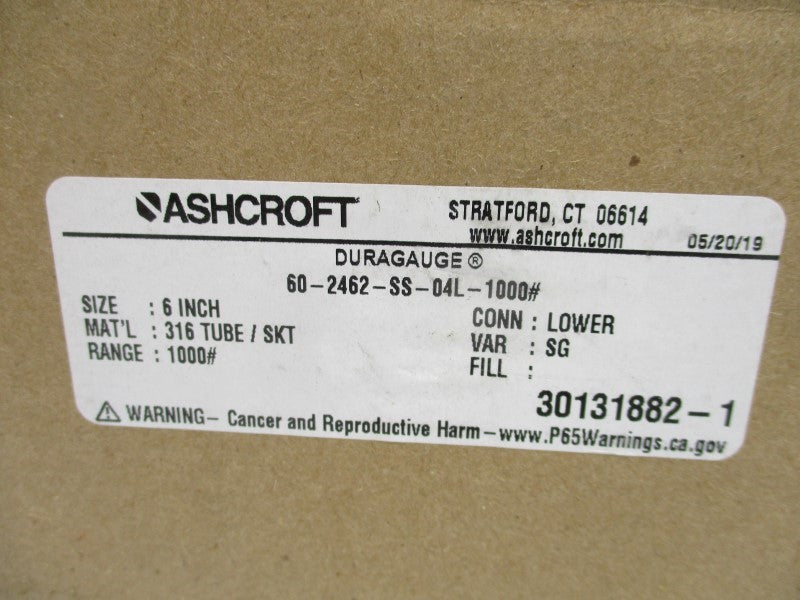 ASHCROFT STRATFORD, CT 06614
www.ashcroft.com 05/20/19
DURAGAUGE ®
60-2462-SS-04L-1000#
SIZE : 6 INCH CONN : LOWER
MAT'L : 316 TUBE / SKT VAR : SG
RANGE : 1000# FILL :
30131882-1
⚠ WARNING- Cancer and Reproductive Harm-www.P65Warnings.ca.gov